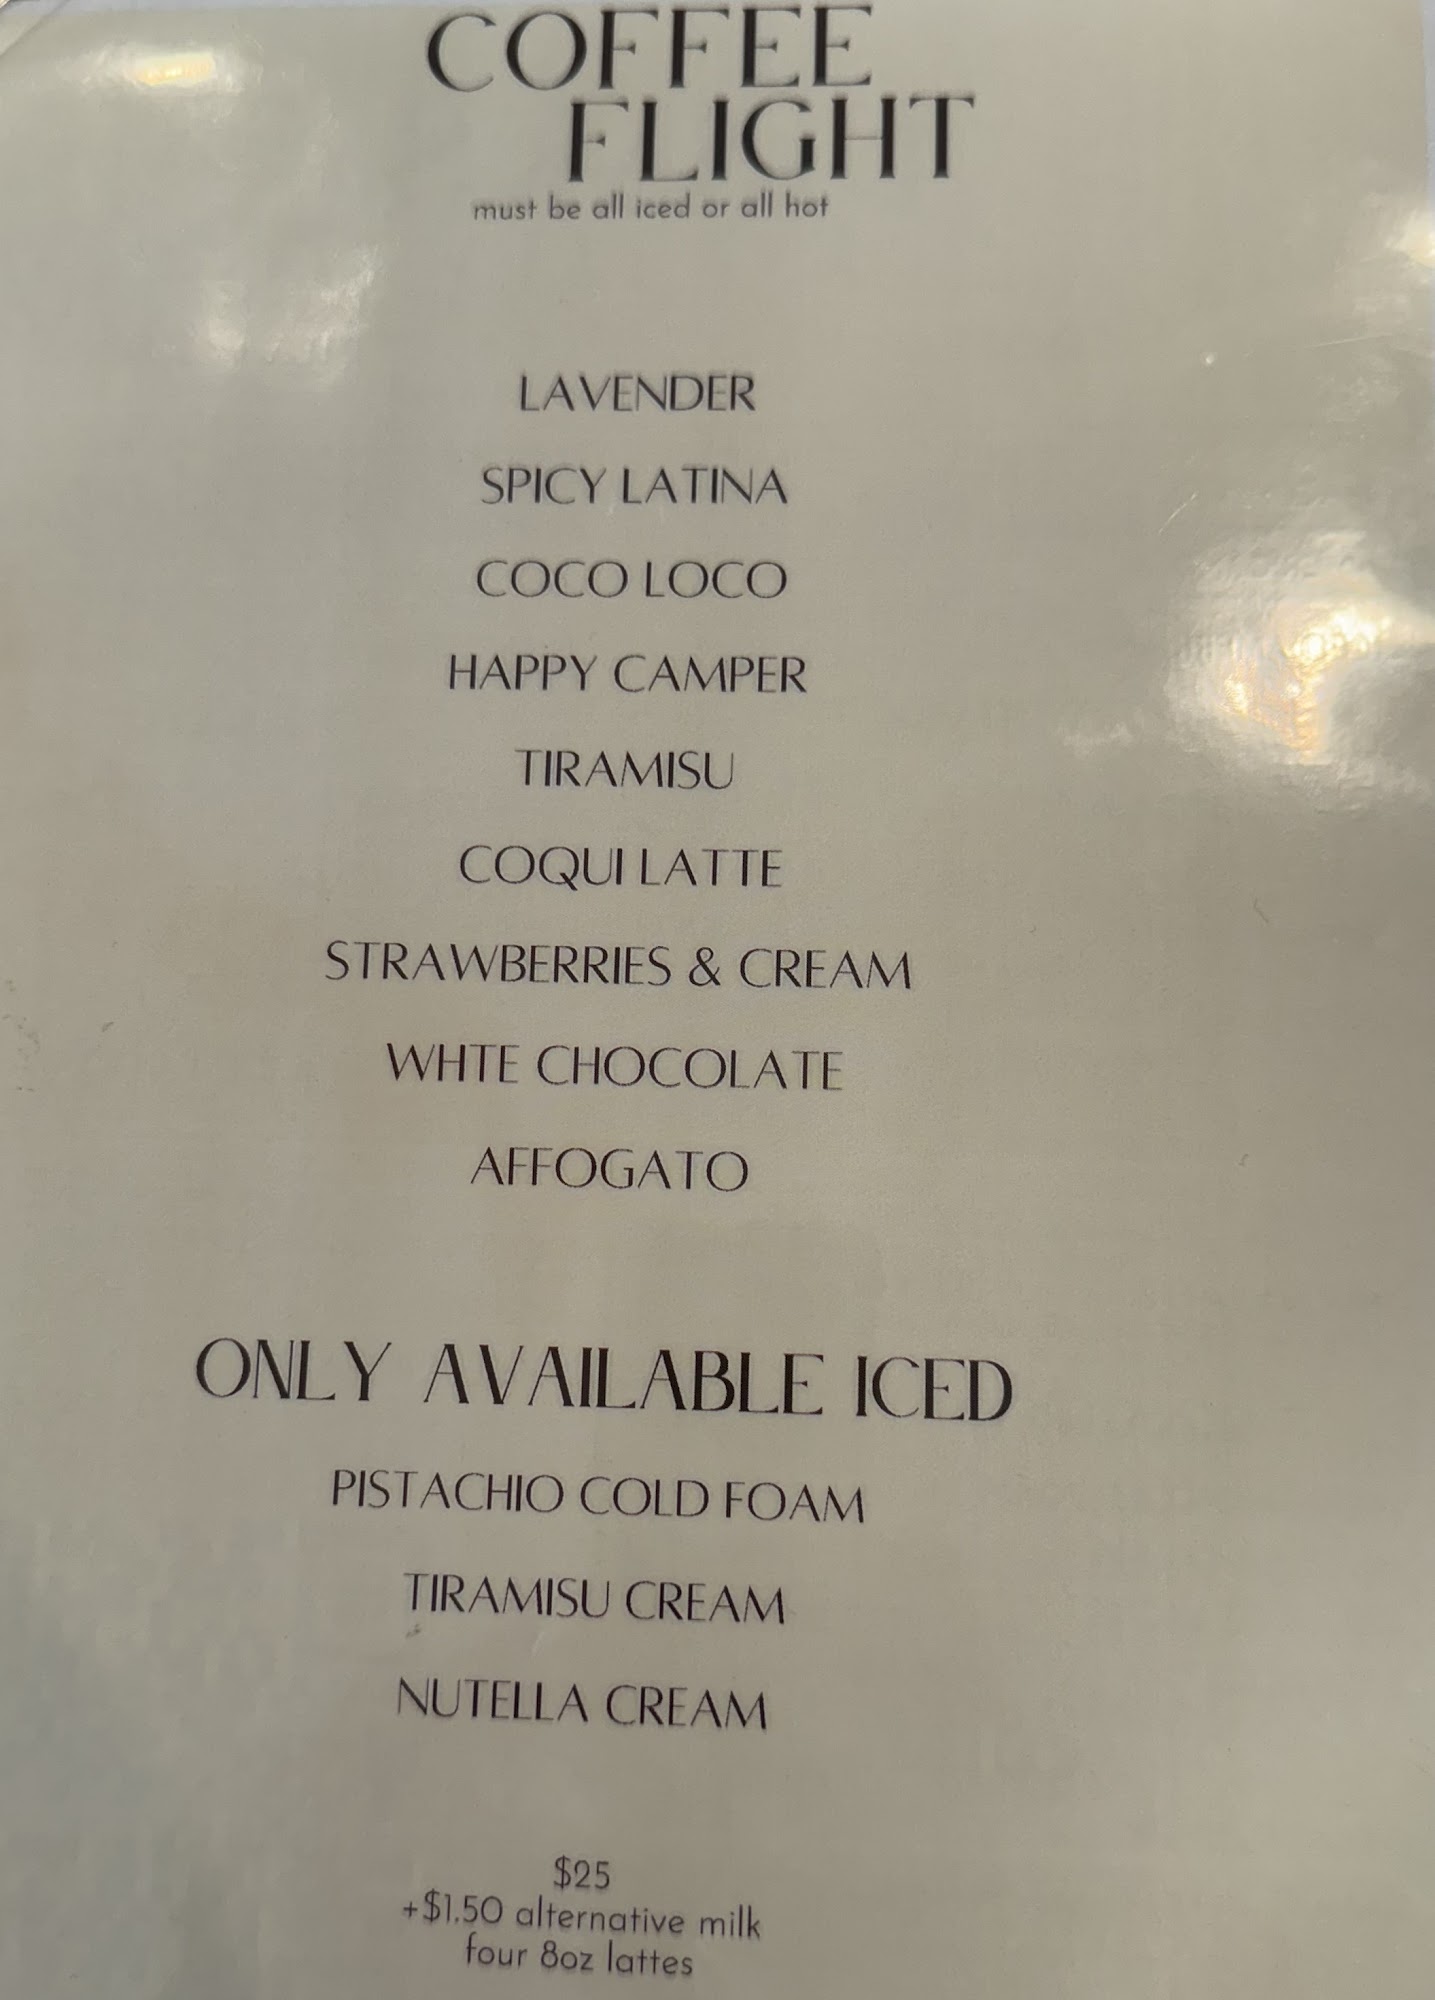 COFFEE
FLIGHT
must be all iced or all hot
LAVENDER
SPICY LATINA
COCO LOCO
HAPPY CAMPER
TIRAMISU
COQUI LATTE
STRAWBERRIES & CREAM
WHTE CHOCOLATE
AFFOGATO
ONLY AVAILABLE ICED
PISTACHIO COLD FOAM
TIRAMISU CREAM
NUTELLA CREAM
$25
+$1.50 alternative milk
four 8oz lattes